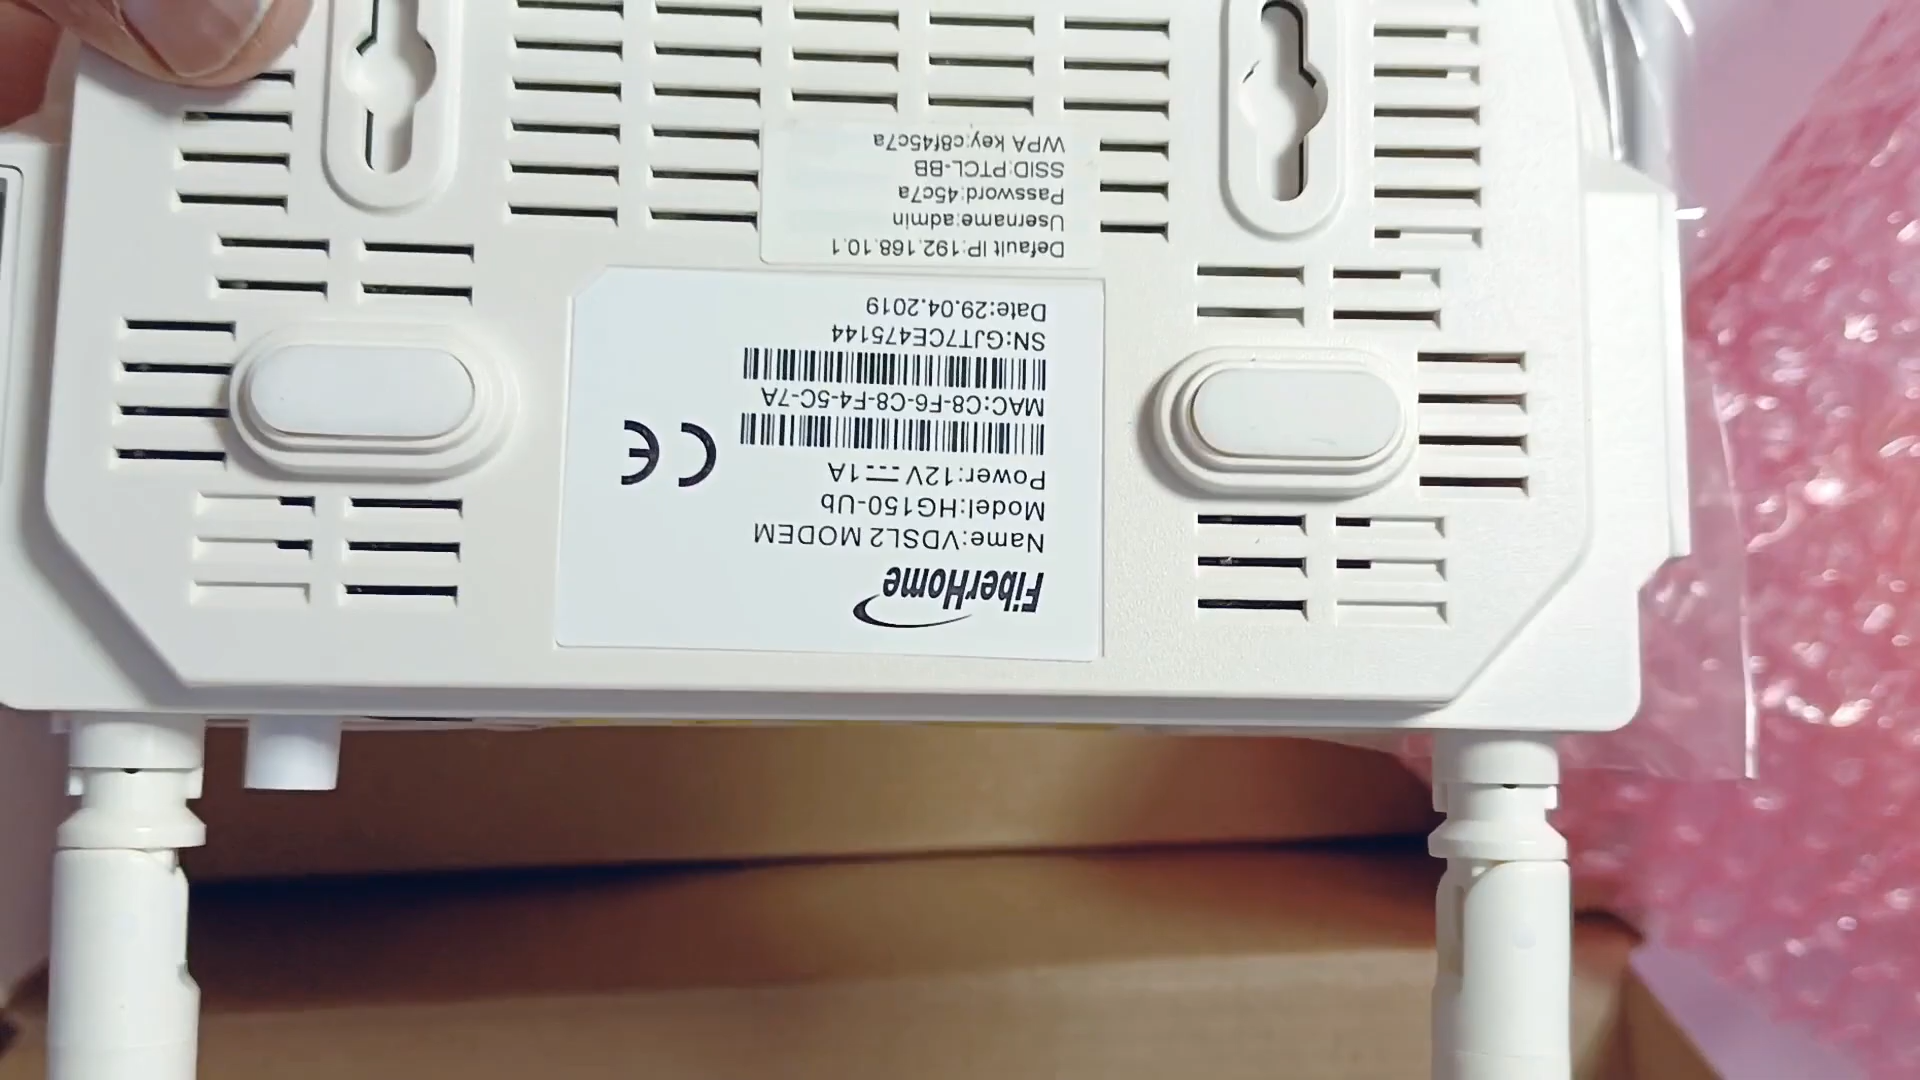 FiberHome
Name:VDSL2 MODEM
Model:HG150-Ub
Power:12V⎓1A
CE
MAC:C8-F6-C8-F4-5C-7A
SN:GJT7CE475144
Date:29.04.2019
Default IP:192.168.10.1
Username:admin
Password:45c7a
SSID:PTCL-BB
WPA key:c8f45c7a